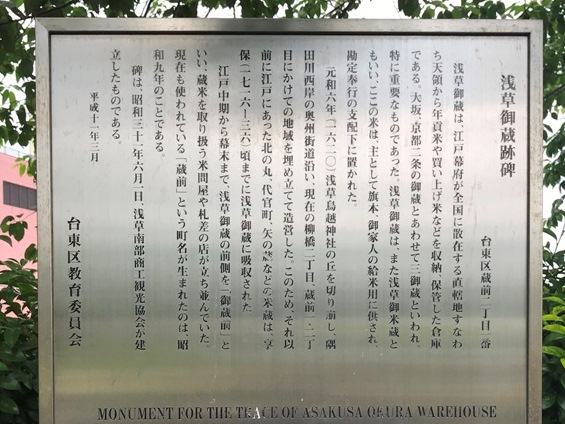 浅草御蔵跡碑
台東区蔵前二丁目一番
浅草御蔵は、江戸幕府が全国に散在する直轄地すなわ
ち天領から年貢米や買い上げ米などを収納、保管した倉庫
である。大坂、京都二条の御蔵とあわせて三御蔵といわれ、
特に重要なものであった。浅草御蔵は、また浅草御米蔵と
もいい、ここの米は、主として旗本、御家人の給米用に供され、
勘定奉行の支配下に置かれた。
元和六年(一六二〇)浅草鳥越神社の丘を切り崩し、隅
田川西岸の奥州街道沿い、現在の柳橋二丁目、蔵前一・二丁
目にかけての地域を埋め立てて造営した。このため、それ以
前に江戸にあった北の丸、代官町、矢の蔵などの米蔵は、享
保(一七一六〜三六)頃までに浅草御蔵に吸収された。
江戸中期から幕末まで、浅草御蔵の前側を「御蔵前」と
いい、蔵米を取り扱う米問屋や札差の店が立ち並んでいた。
現在も使われている「蔵前」という町名が生まれたのは、昭
和九年のことである。
碑は、昭和三十一年六月一日、浅草南部商工観光協会が建
立したものである。
平成十一年三月
台東区教育委員会
MONUMENT FOR THE TRACE OF ASAKUSA OKURA WAREHOUSE